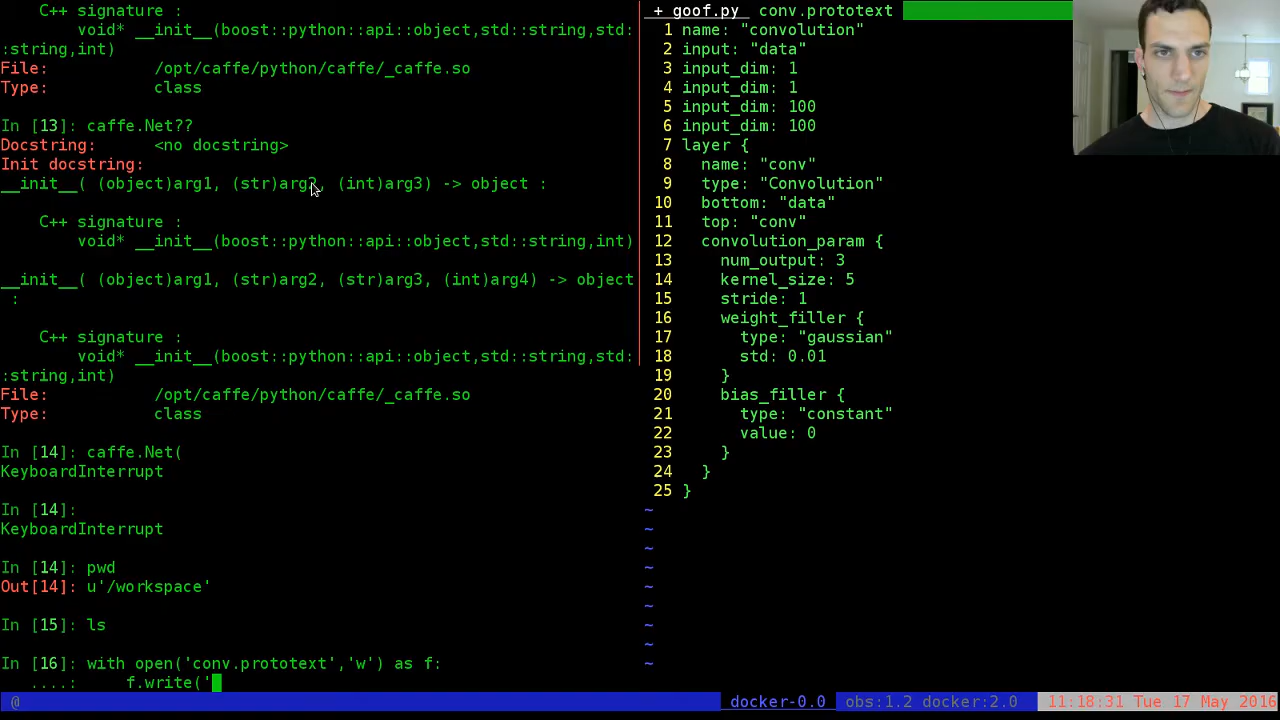 C++ signature :
        void* __init__(boost::python::api::object,std::string,std:
:string,int)
File:           /opt/caffe/python/caffe/_caffe.so
Type:           class

In [13]: caffe.Net??
Docstring:      <no docstring>
Init docstring:
__init__( (object)arg1, (str)arg2, (int)arg3) -> object :

    C++ signature :
        void* __init__(boost::python::api::object,std::string,int)

__init__( (object)arg1, (str)arg2, (str)arg3, (int)arg4) -> object
 :

    C++ signature :
        void* __init__(boost::python::api::object,std::string,std:
:string,int)
File:           /opt/caffe/python/caffe/_caffe.so
Type:           class

In [14]: caffe.Net(
KeyboardInterrupt

In [14]:
KeyboardInterrupt

In [14]: pwd
Out[14]: u'/workspace'

In [15]: ls

In [16]: with open('conv.prototext','w') as f:
   ....:     f.write('
+ goof.py  conv.prototext
1 name: "convolution"
2 input: "data"
3 input_dim: 1
4 input_dim: 1
5 input_dim: 100
6 input_dim: 100
7 layer {
8   name: "conv"
9   type: "Convolution"
10   bottom: "data"
11   top: "conv"
12   convolution_param {
13     num_output: 3
14     kernel_size: 5
15     stride: 1
16     weight_filler {
17       type: "gaussian"
18       std: 0.01
19     }
20     bias_filler {
21       type: "constant"
22       value: 0
23     }
24   }
25 }
~
~
~
~
~
~
~
~
~
@ docker-0.0 obs:1.2 docker:2.0 11:18:31 Tue 17 May 2016